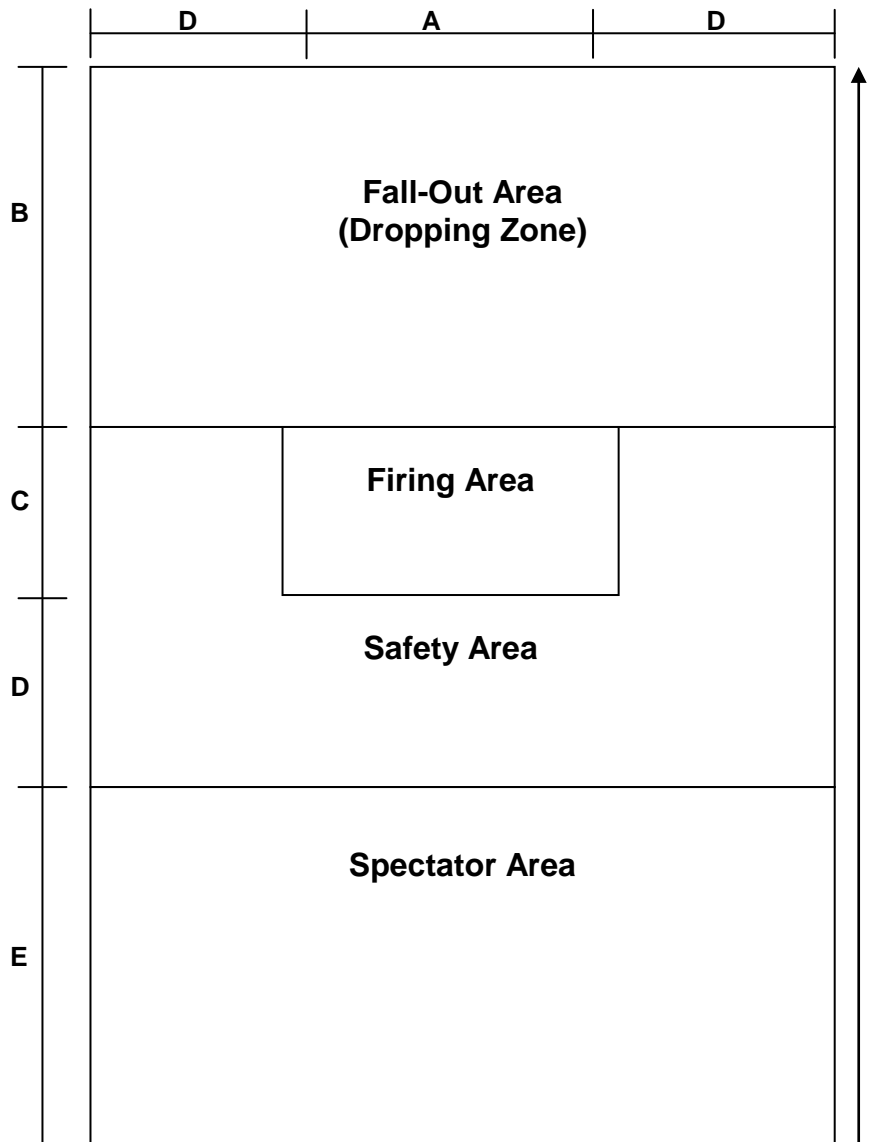 D A D
B
Fall-Out Area
(Dropping Zone)
C
Firing Area
Safety Area
D
Spectator Area
E